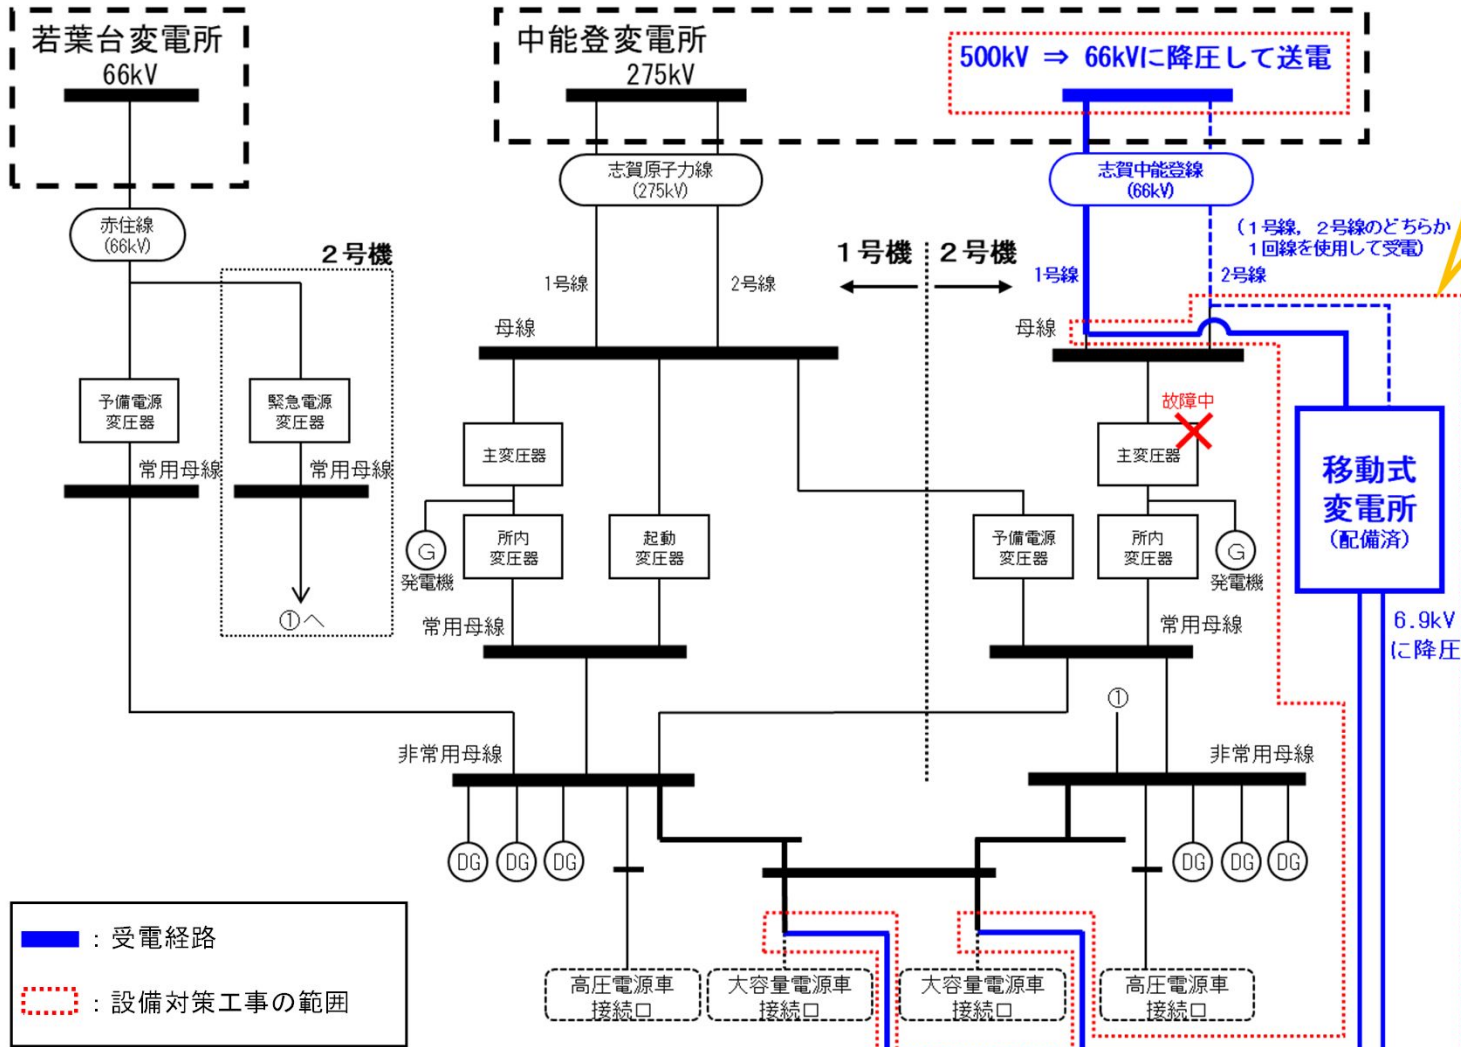 若葉台変電所
66kV
中能登変電所
275kV
500kV ⇒ 66kVに降圧して送電
志賀原子力線
(275kV)
志賀中能登線
(66kV)
赤住線
(66kV)
(1号線，2号線のどちらか
1回線を使用して受電)
2号機
1号機
2号機
1号線
2号線
1号線
2号線
母線
母線
予備電源
変圧器
緊急電源
変圧器
故障中
主変圧器
主変圧器
常用母線
常用母線
移動式
変電所
(配備済)
G
発電機
所内
変圧器
起動
変圧器
予備電源
変圧器
所内
変圧器
G
発電機
①へ
常用母線
常用母線
6.9kV
に降圧
①
非常用母線
非常用母線
DG
DG
DG
DG
DG
DG
：受電経路
：設備対策工事の範囲
高圧電源車
接続口
大容量電源車
接続口
大容量電源車
接続口
高圧電源車
接続口